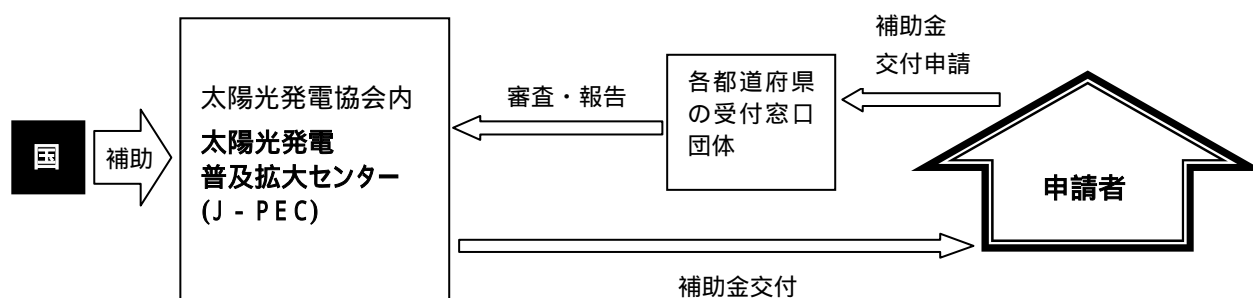 国
補助
太陽光発電協会内
太陽光発電
普及拡大センター
(J-PEC)
審査・報告
各都道府県
の受付窓口
団体
補助金
交付申請
申請者
補助金交付